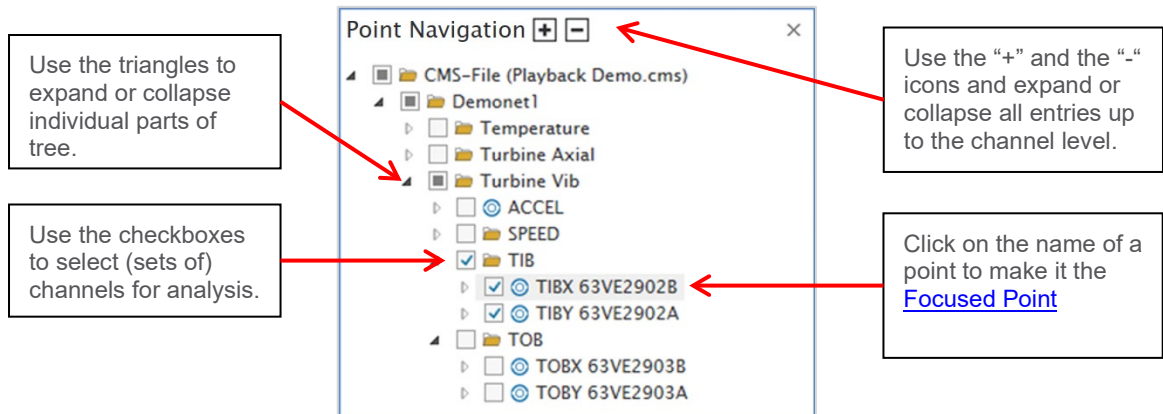 Use the triangles to
expand or collapse
individual parts of
tree.
Use the checkboxes
to select (sets of)
channels for analysis.
Point Navigation + −
CMS-File (Playback Demo.cms)
Demonet1
Temperature
Turbine Axial
Turbine Vib
ACCEL
SPEED
TIB
TIBX 63VE2902B
TIBY 63VE2902A
TOB
TOBX 63VE2903B
TOBY 63VE2903A
Use the “+” and the “-“
icons and expand or
collapse all entries up
to the channel level.
Click on the name of a
point to make it the
Focused Point